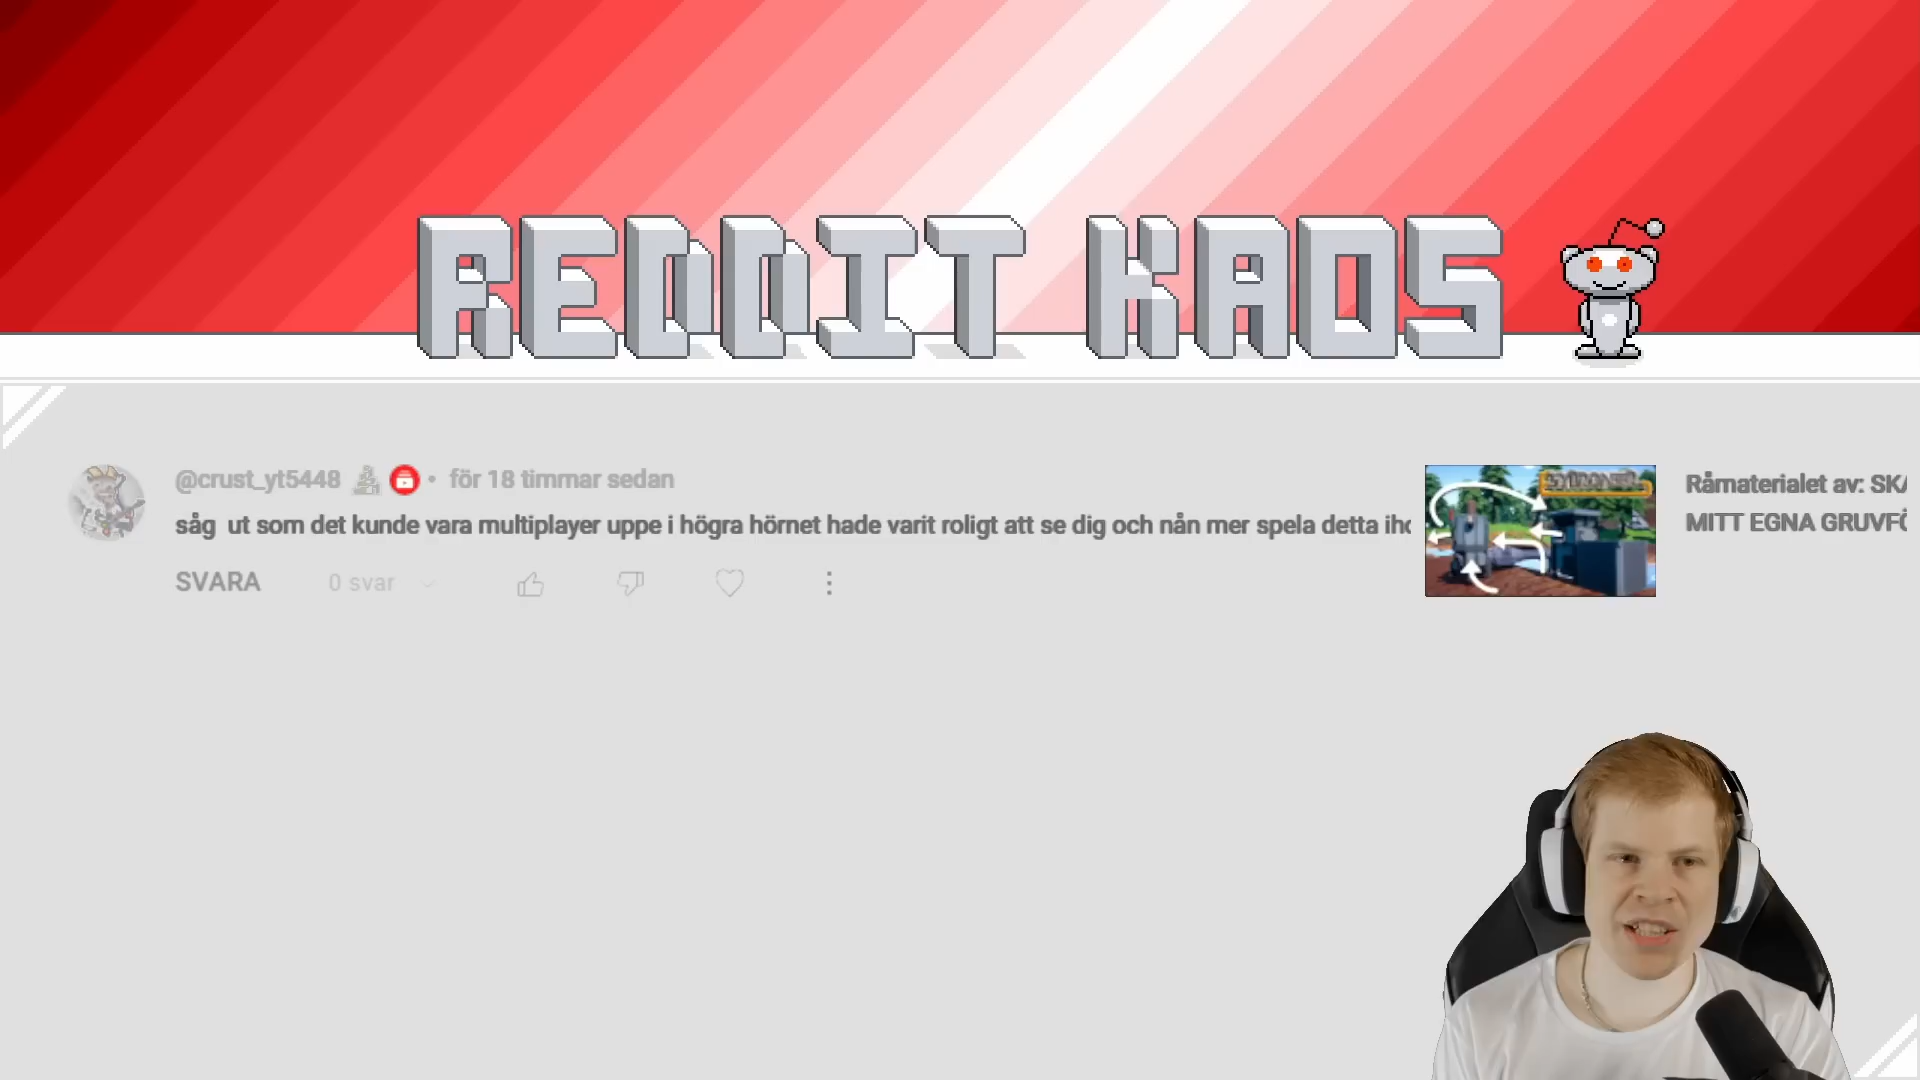 REDDIT KAOS
@crust_yt5448 • för 18 timmar sedan
såg ut som det kunde vara multiplayer uppe i högra hörnet hade varit roligt att se dig och nån mer spela detta
SVARA 0 svar
Råmaterialet av:
MITT EGNA